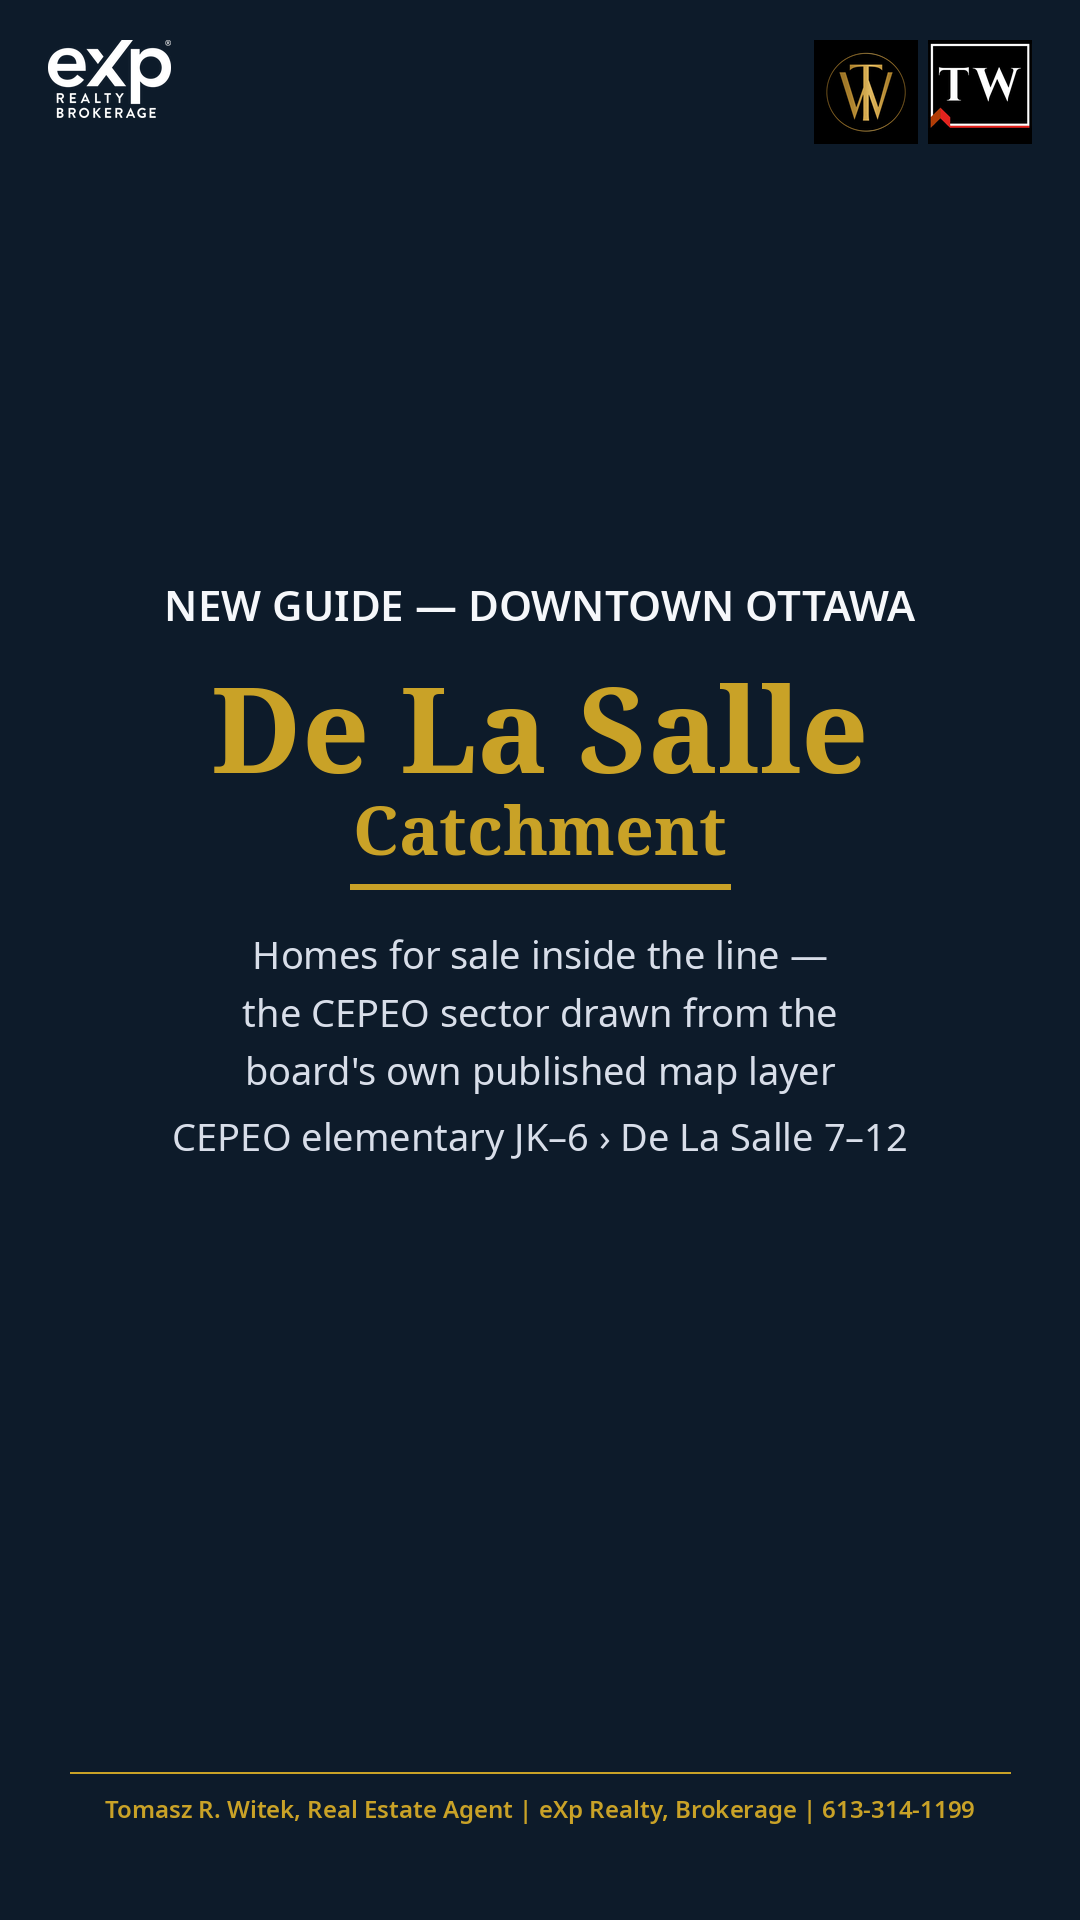 exp®
REALTY
BROKERAGE
TW
TW
NEW GUIDE — DOWNTOWN OTTAWA
De La Salle
Catchment
Homes for sale inside the line —
the CEPEO sector drawn from the
board's own published map layer
CEPEO elementary JK–6 › De La Salle 7–12
Tomasz R. Witek, Real Estate Agent | eXp Realty, Brokerage | 613-314-1199